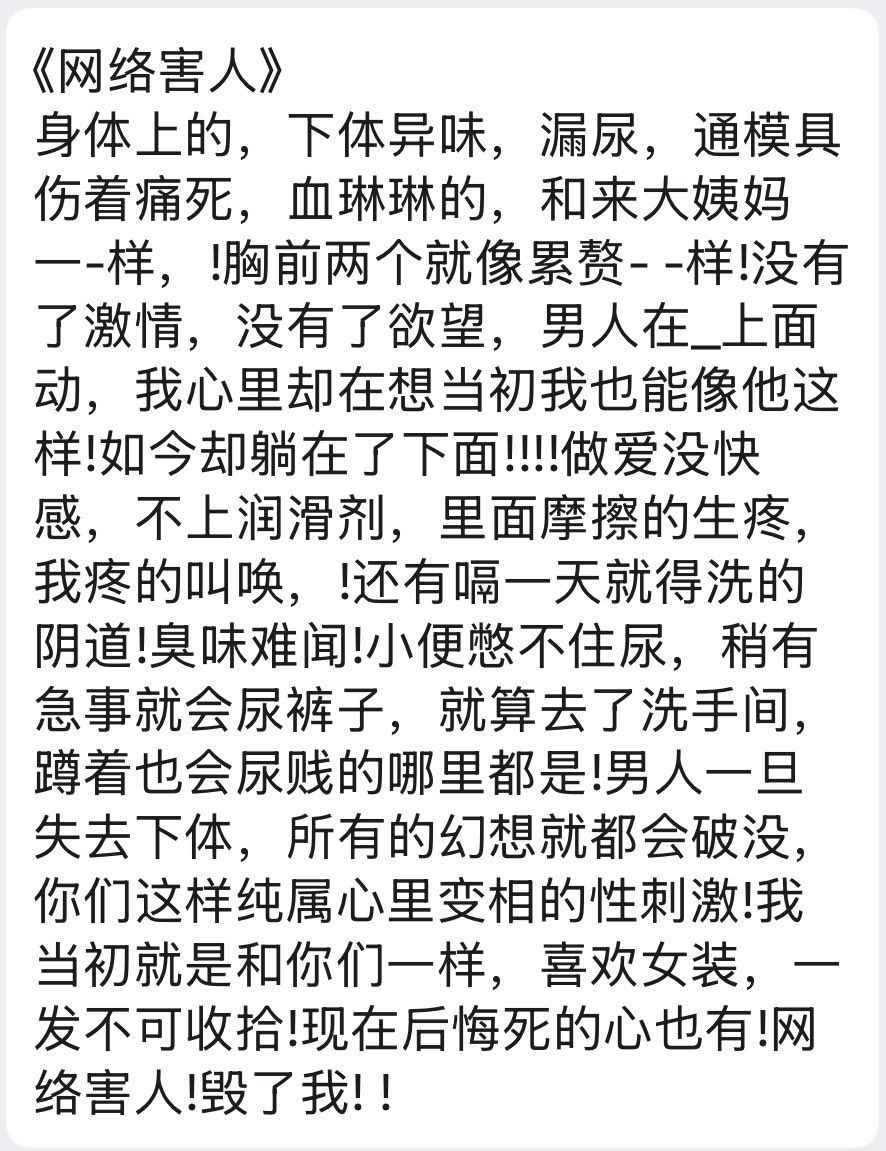 《网络害人》
身体上的，下体异味，漏尿，通模具
伤着痛死，血琳琳的，和来大姨妈
一-样，!胸前两个就像累赘- -样!没有
了激情，没有了欲望，男人在_上面
动，我心里却在想当初我也能像他这
样!如今却躺在了下面!!!!做爱没快
感，不上润滑剂，里面摩擦的生疼，
我疼的叫唤，!还有嗝一天就得洗的
阴道!臭味难闻!小便憋不住尿，稍有
急事就会尿裤子，就算去了洗手间，
蹲着也会尿贱的哪里都是!男人一旦
失去下体，所有的幻想就都会破没，
你们这样纯属心里变相的性刺激!我
当初就是和你们一样，喜欢女装，一
发不可收拾!现在后悔死的心也有!网
络害人!毁了我! !